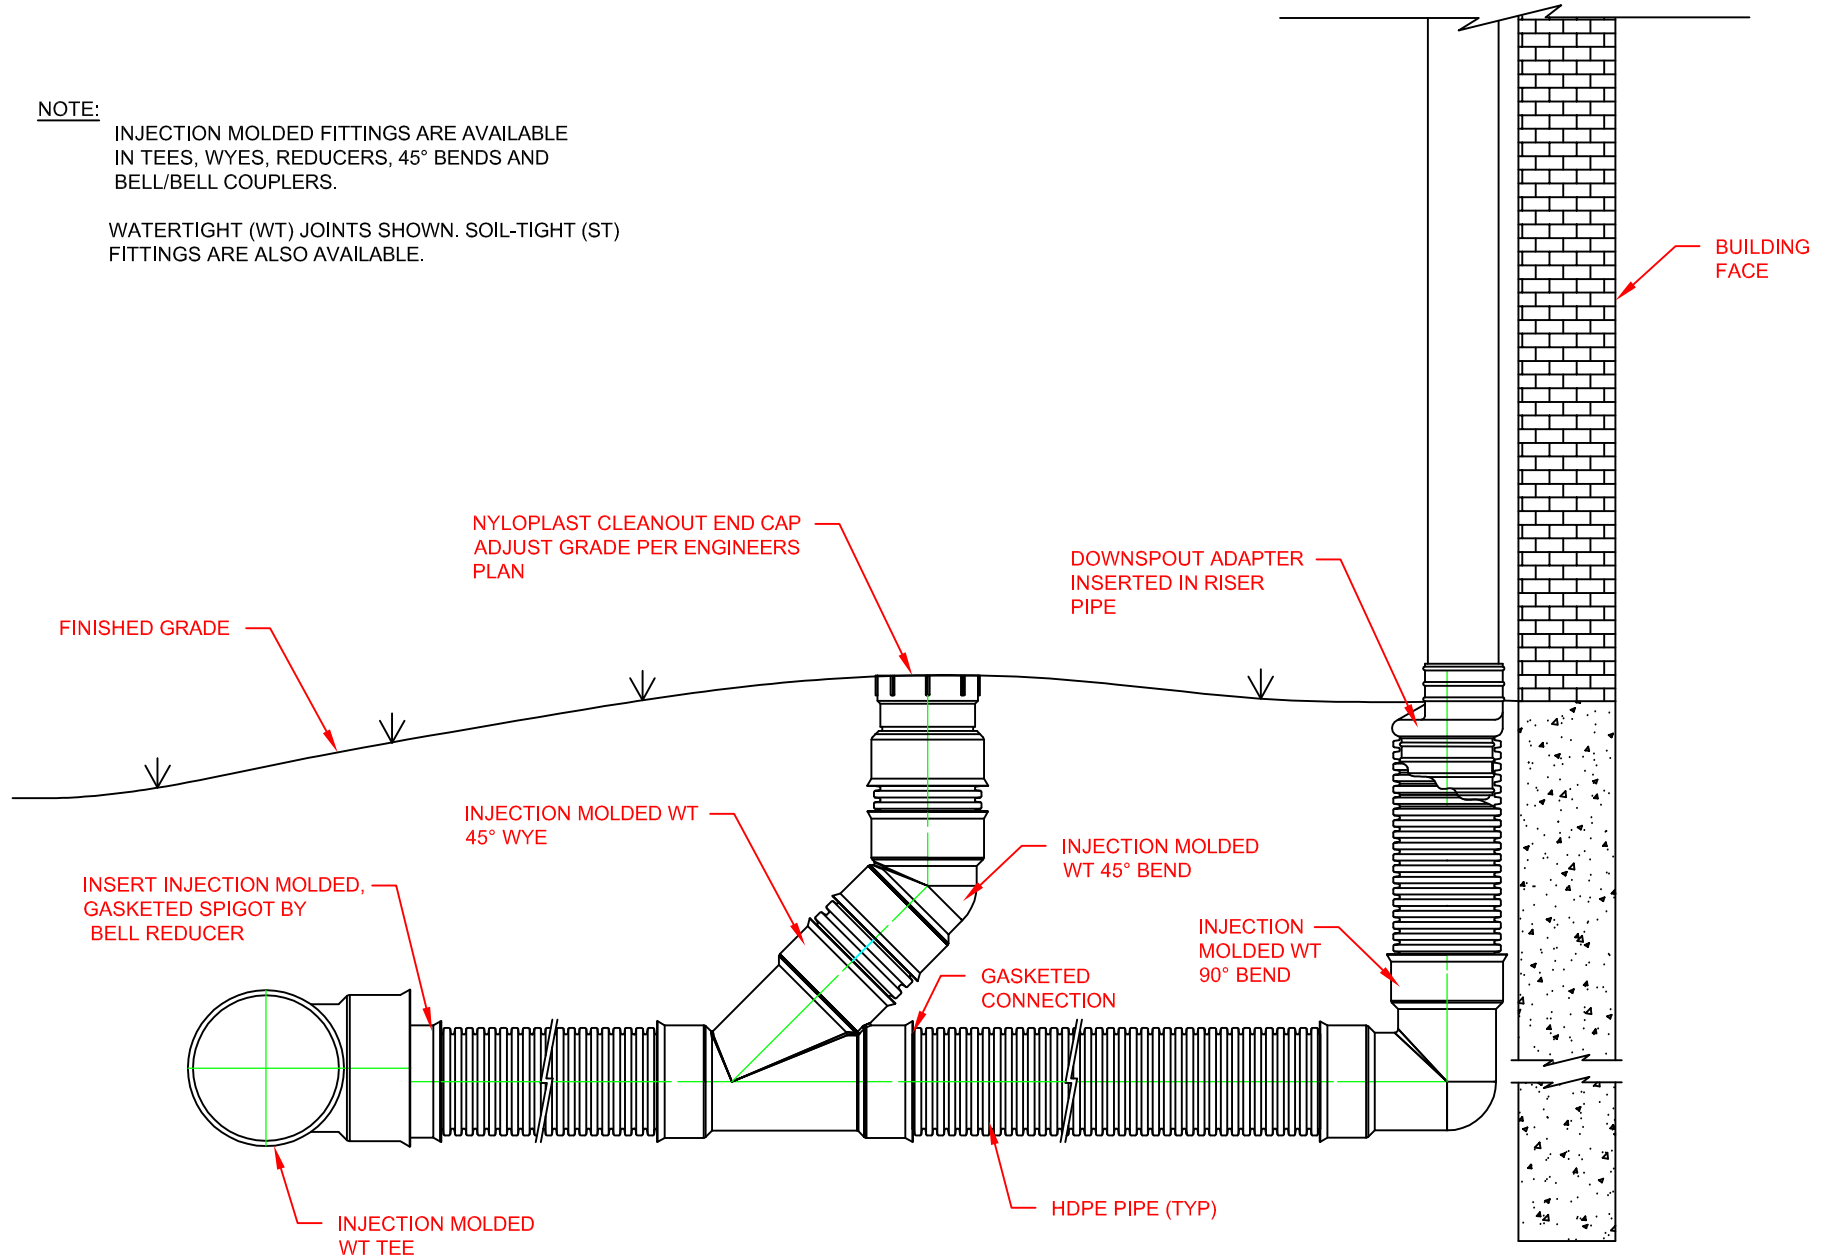 NOTE:
INJECTION MOLDED FITTINGS ARE AVAILABLE
IN TEES, WYES, REDUCERS, 45° BENDS AND
BELL/BELL COUPLERS.
WATERTIGHT (WT) JOINTS SHOWN. SOIL-TIGHT (ST)
FITTINGS ARE ALSO AVAILABLE.
BUILDING
FACE
NYLOPLAST CLEANOUT END CAP
ADJUST GRADE PER ENGINEERS
PLAN
DOWNSPOUT ADAPTER
INSERTED IN RISER
PIPE
FINISHED GRADE
INJECTION MOLDED WT
45° WYE
INJECTION MOLDED
WT 45° BEND
INSERT INJECTION MOLDED,
GASKETED SPIGOT BY
BELL REDUCER
INJECTION
MOLDED WT
90° BEND
GASKETED
CONNECTION
HDPE PIPE (TYP)
INJECTION MOLDED
WT TEE